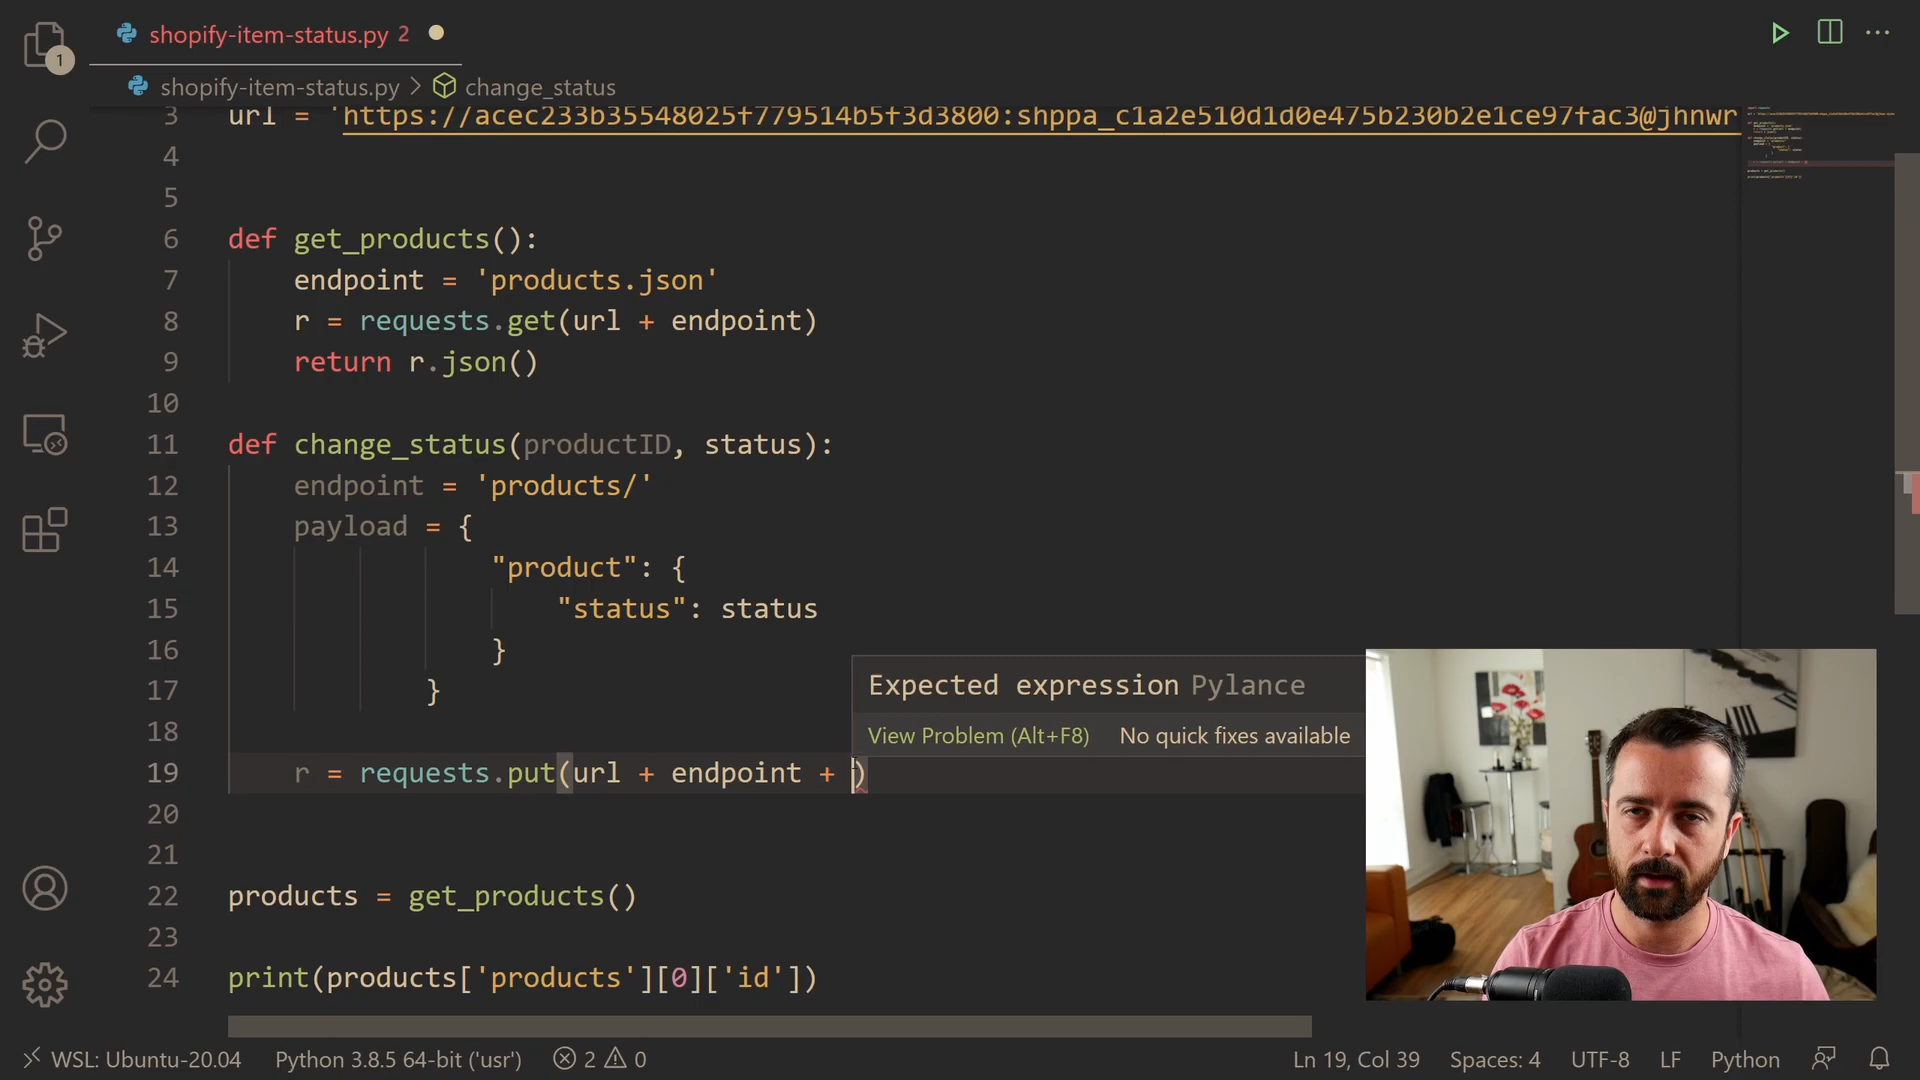 1
shopify-item-status.py 2
shopify-item-status.py > change_status
3 url = 'https://acec233b35548025f779514b5f3d3800: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@jhnwr
4
5
6 def get_products():
7 endpoint = 'products.json'
8 r = requests.get(url + endpoint)
9 return r.json()
10
11 def change_status(productID, status):
12 endpoint = 'products/'
13 payload = {
14 "product": {
15 "status": status
16 }
17 }
18
Expected expression Pylance
View Problem (Alt+F8) No quick fixes available
19 r = requests.put(url + endpoint + )
20
21
22 products = get_products()
23
24 print(products['products'][0]['id'])
WSL: Ubuntu-20.04 Python 3.8.5 64-bit ('usr') 2 0 Ln 19, Col 39 Spaces: 4 UTF-8 LF Python